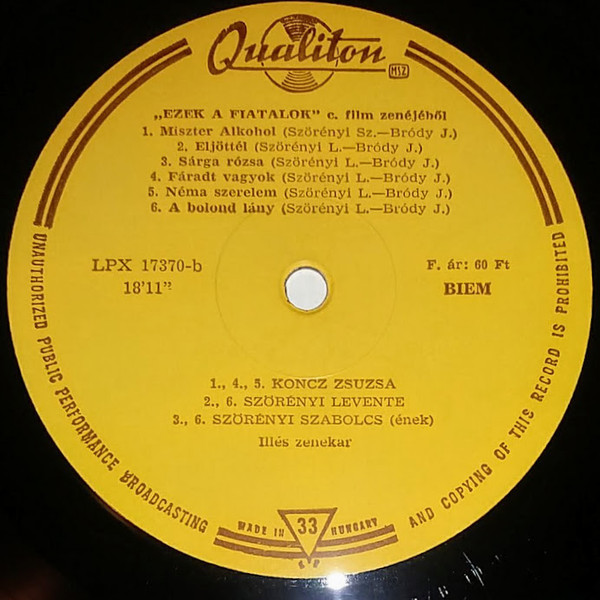 Qualiton
MHZ
„EZEK A FIATALOK” c. film zenéjéből
1. Miszter Alkohol (Szörényi Sz.—Bródy J.)
2. Eljöttél (Szörényi L.—Bródy J.)
3. Sárga rózsa (Szörényi L.—Bródy J.)
4. Fáradt vagyok (Szörényi L.—Bródy J.)
5. Néma szerelem (Szörényi L.—Bródy J.)
6. A bolond lány (Szörényi L.—Bródy J.)
LPX 17370-b
18'11"
F. ár: 60 Ft
BIEM
1., 4., 5. KONCZ ZSUZSA
2., 6. SZÖRÉNYI LEVENTE
3., 6. SZÖRÉNYI SZABOLCS (ének)
Illés zenekar
UNAUTHORIZED PUBLIC PERFORMANCE BROADCASTING AND COPYING OF THIS RECORD IS PROHIBITED
MADE IN HUNGARY
33
LP